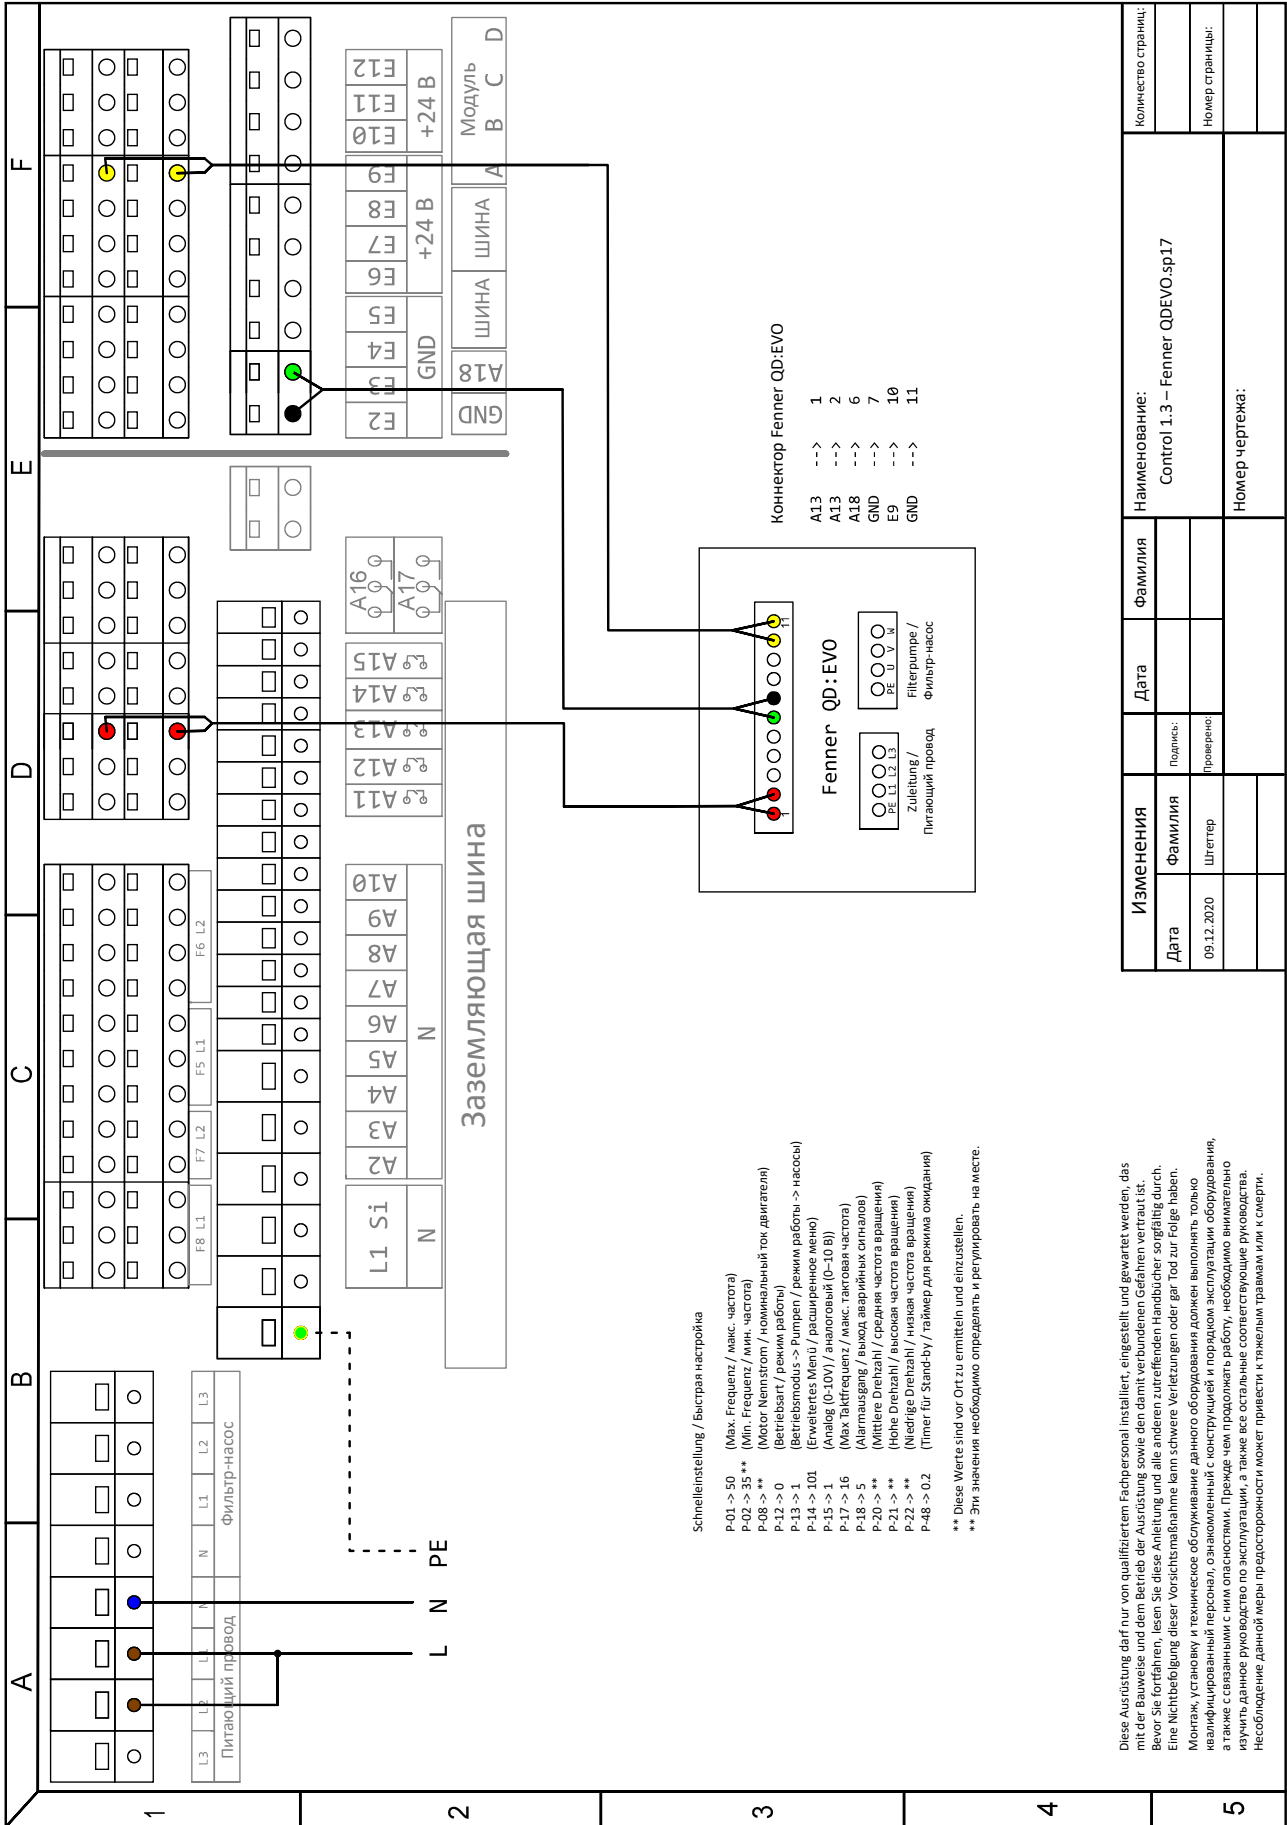 A
B
C
D
E
F
1
2
3
4
5
L3
L2
L1
N
N
L1
L2
L3
Питающий провод
Фильтр-насос
F8 L1
F7 L2
F5 L1
F6 L2
L1 Si
A2
A3
A4
A5
A6
A7
A8
A9
A10
N
N
A11
A12
A13
A14
A15
A16
A17
Заземляющая шина
E2
E3
E4
E5
E6
E7
E8
E9
E10
E11
E12
GND
+24 В
+24 В
GND
A18
ШИНА
ШИНА
Модуль
A B C D
L
N
PE
Schnelleinstellung / Быстрая настройка
P-01 -> 50 (Max. Frequenz / макс. частота)
P-02 -> 35 ** (Min. Frequenz / мин. частота)
P-08 -> ** (Motor Nennstrom / номинальный ток двигателя)
P-12 -> 0 (Betriebsart / режим работы)
P-13 -> 1 (Betriebsmodus -> Pumpen / режим работы -> насосы)
P-14 -> 101 (Erweitertes Menü / расширенное меню)
P-15 -> 1 (Analog (0-10V) / аналоговый (0–10 В))
P-17 -> 16 (Max Taktfrequenz / макс. тактовая частота)
P-18 -> 5 (Alarmausgang / выход аварийных сигналов)
P-20 -> ** (Mittlere Drehzahl / средняя частота вращения)
P-21 -> ** (Hohe Drehzahl / высокая частота вращения)
P-22 -> ** (Niedrige Drehzahl / низкая частота вращения)
P-48 -> 0.2 (Timer für Stand-by / таймер для режима ожидания)
** Diese Werte sind vor Ort zu ermitteln und einzustellen.
** Эти значения необходимо определять и регулировать на месте.
1
11
Fenner QD:EVO
PE L1 L2 L3
Zuleitung /
Питающий провод
PE U V W
Filterpumpe /
Фильтр-насос
Коннектор Fenner QD:EVO
A13 --> 1
A13 --> 2
A18 --> 6
GND --> 7
E9 --> 10
GND --> 11
Diese Ausrüstung darf nur von qualifiziertem Fachpersonal installiert, eingestellt und gewartet werden, das
mit der Bauweise und dem Betrieb der Ausrüstung sowie den damit verbundenen Gefahren vertraut ist.
Bevor Sie fortfahren, lesen Sie diese Anleitung und alle anderen zutreffenden Handbücher sorgfältig durch.
Eine Nichtbefolgung dieser Vorsichtsmaßnahme kann schwere Verletzungen oder gar Tod zur Folge haben.
Монтаж, установку и техническое обслуживание данного оборудования должен выполнять только
квалифицированный персонал, ознакомленный с конструкцией и порядком эксплуатации оборудования,
а также с связанными с ним опасностями. Прежде чем продолжать работу, необходимо внимательно
изучить данное руководство по эксплуатации, а также все остальные соответствующие руководства.
Несоблюдение данной меры предосторожности может привести к тяжелым травмам или к смерти.
Изменения
Дата
Фамилия
09.12.2020
Штеттер
Дата
Фамилия
Подпись:
Проверено:
Наименование:
Control 1.3 – Fenner QDEVO.sp17
Номер чертежа:
Количество страниц:
Номер страницы: